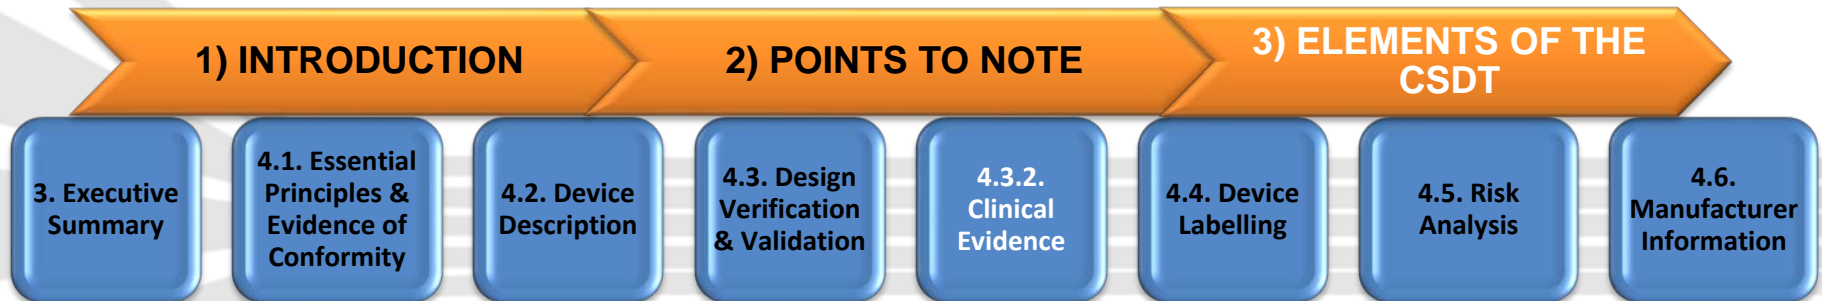 1) INTRODUCTION
2) POINTS TO NOTE
3) ELEMENTS OF THE
CSDT
3. Executive
Summary
4.1. Essential
Principles &
Evidence of
Conformity
4.2. Device
Description
4.3. Design
Verification
& Validation
4.3.2.
Clinical
Evidence
4.4. Device
Labelling
4.5. Risk
Analysis
4.6.
Manufacturer
Information